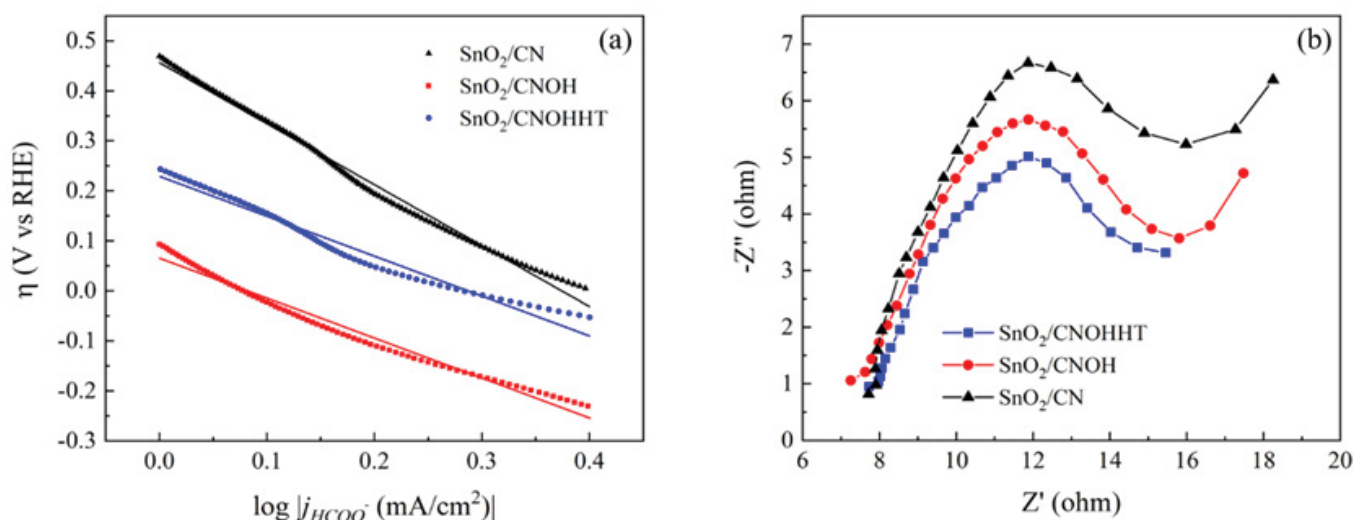 (a)
SnO₂/CN
SnO₂/CNOH
SnO₂/CNOHHT
η (V vs RHE)
0.5
0.4
0.3
0.2
0.1
0.0
-0.1
-0.2
-0.3
0.0 0.1 0.2 0.3 0.4
log |j_HCOO⁻ (mA/cm²)|
(b)
-Z" (ohm)
7
6
5
4
3
2
1
0
SnO₂/CNOHHT
SnO₂/CNOH
SnO₂/CN
6 8 10 12 14 16 18 20
Z' (ohm)